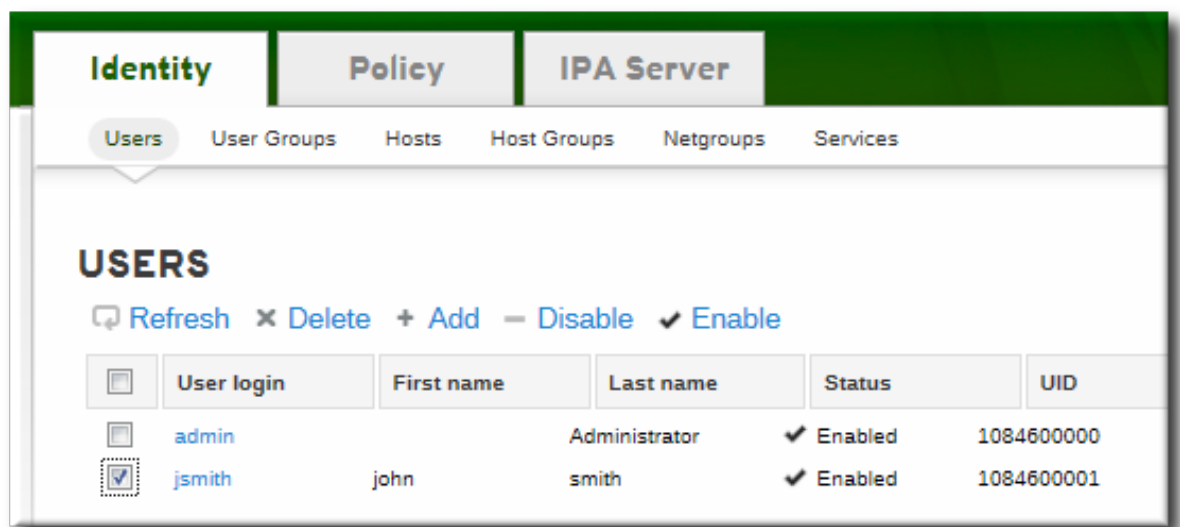 Identity Policy IPA Server
Users User Groups Hosts Host Groups Netgroups Services
USERS
Refresh Delete Add Disable Enable
User login First name Last name Status UID
admin Administrator Enabled 1084600000
jsmith john smith Enabled 1084600001